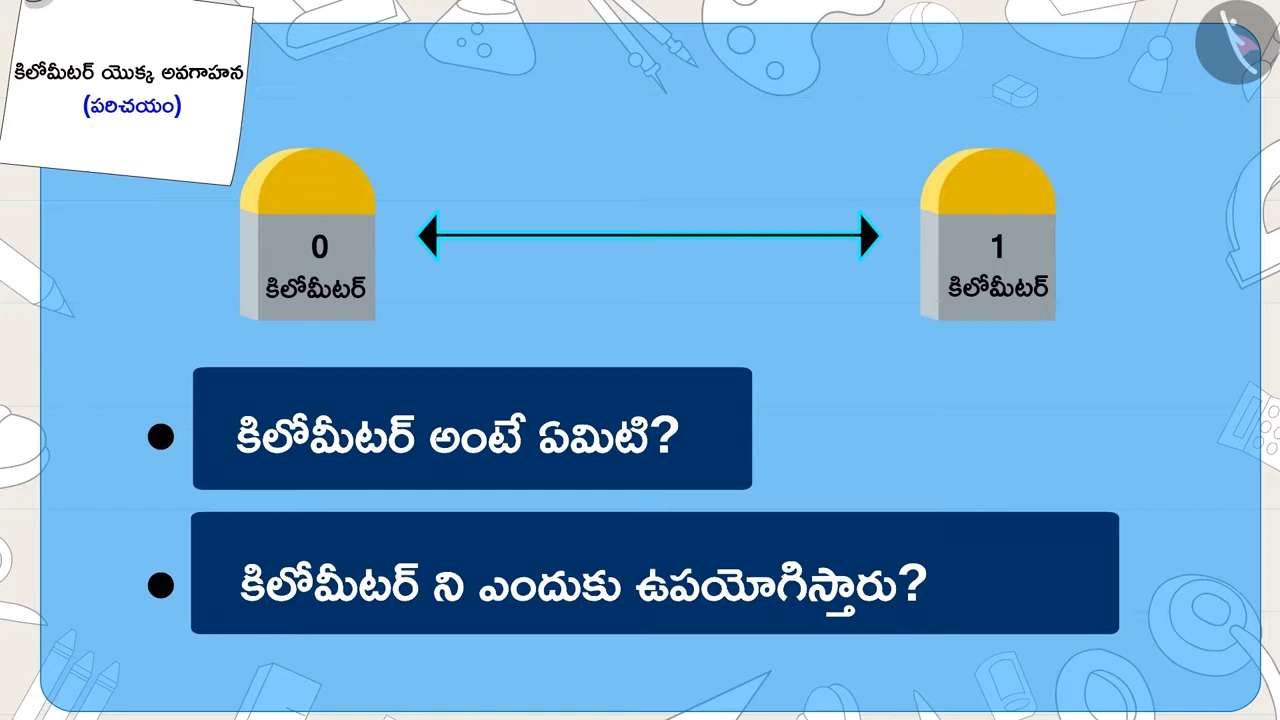 కిలోమీటర్ యొక్క అవగాహన
(పరిచయం)
0
కిలోమీటర్
1
కిలోమీటర్
కిలోమీటర్ అంటే ఏమిటి?
కిలోమీటర్ ని ఎందుకు ఉపయోగిస్తారు?